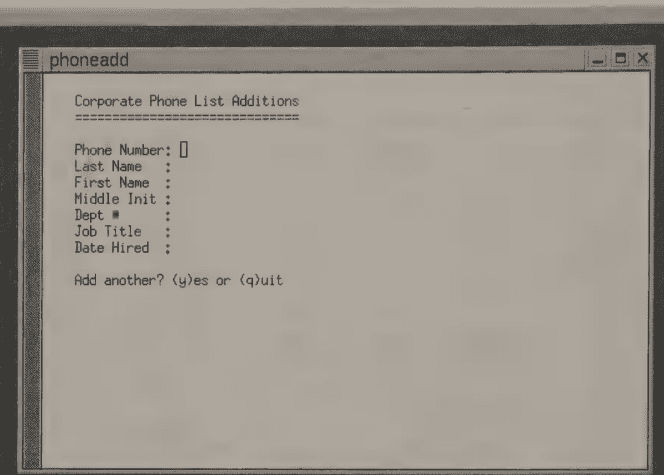 phoneadd
Corporate Phone List Additions
==============================
Phone Number:
Last Name   :
First Name  :
Middle Init :
Dept #      :
Job Title   :
Date Hired  :
Add another? (y)es or (q)uit